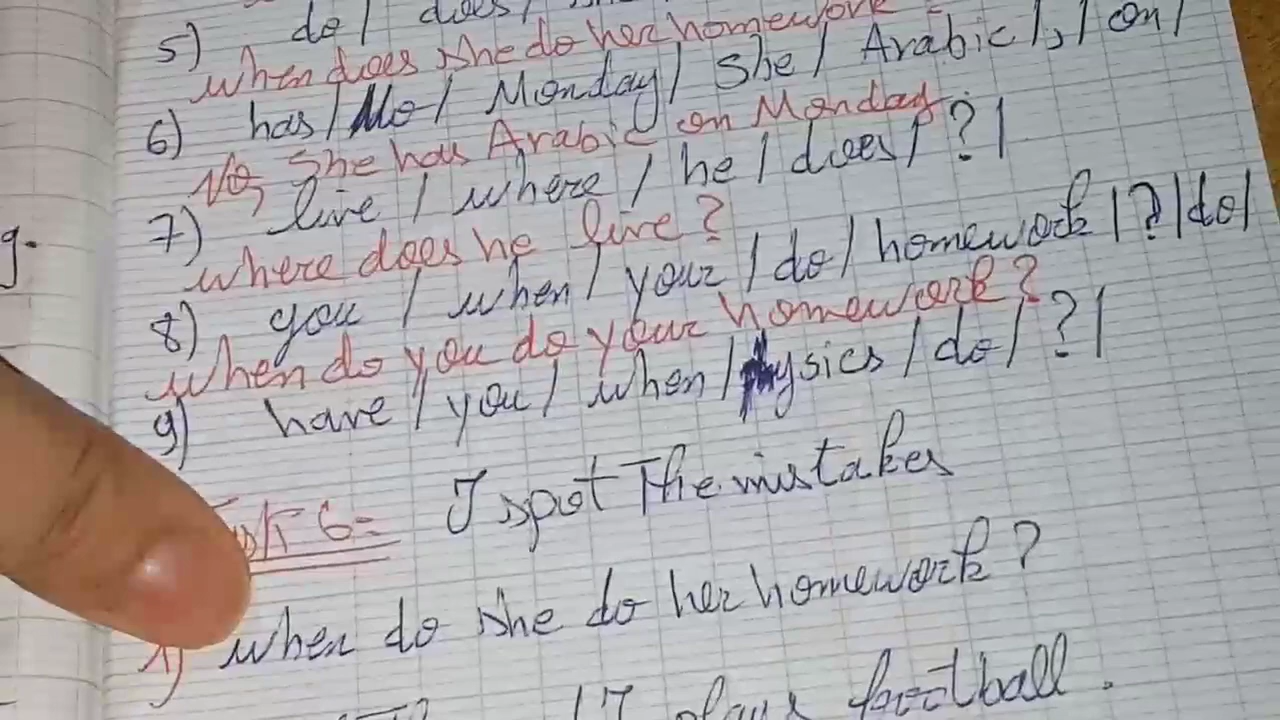 5) do / does /
when does she do her homework ?
6) has / No / Monday / she / Arabic / , / on /
No, She has Arabic on Monday
7) live / where / he / does / ? /
where does he live ?
8) you / when / your / do / homework / ? / do /
when do you do your homework ?
9) have / you / when / physics / do / ? /
Task 6= I spot The mistakes
1) when do she do her homework ?
plays football .
g.